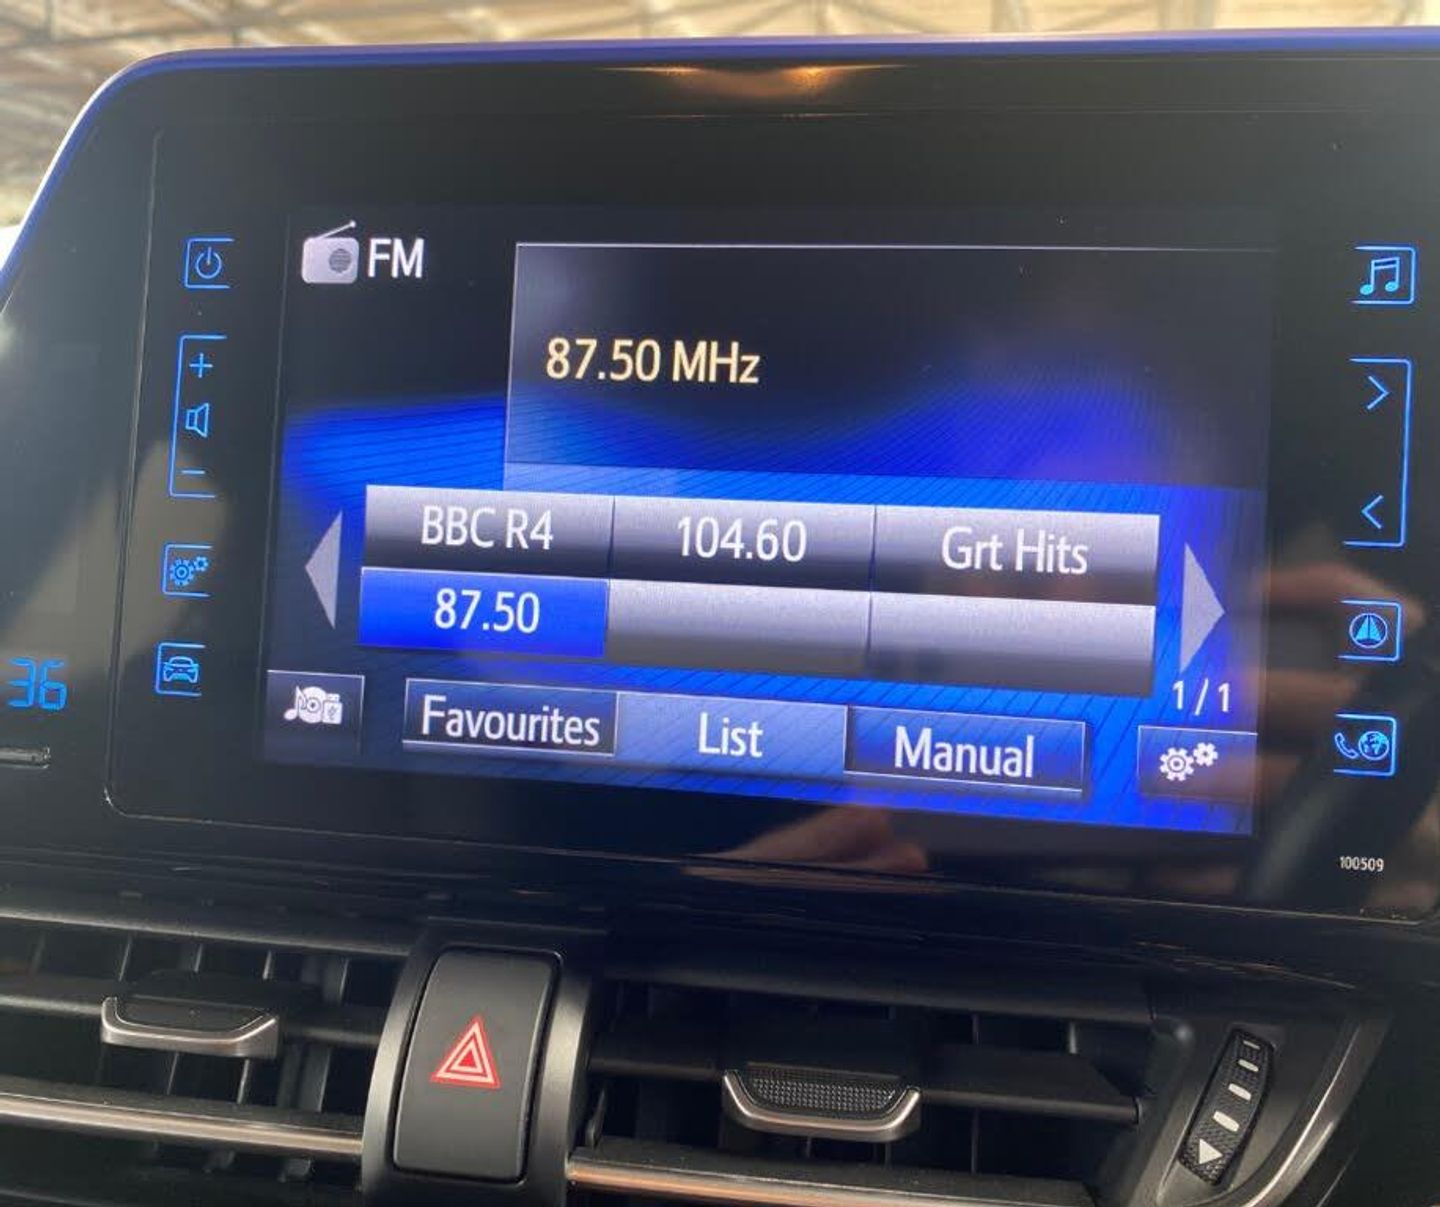 FM
87.50 MHz
BBC R4 104.60 Grt Hits
87.50
1/1
Favourites List Manual
36
100509